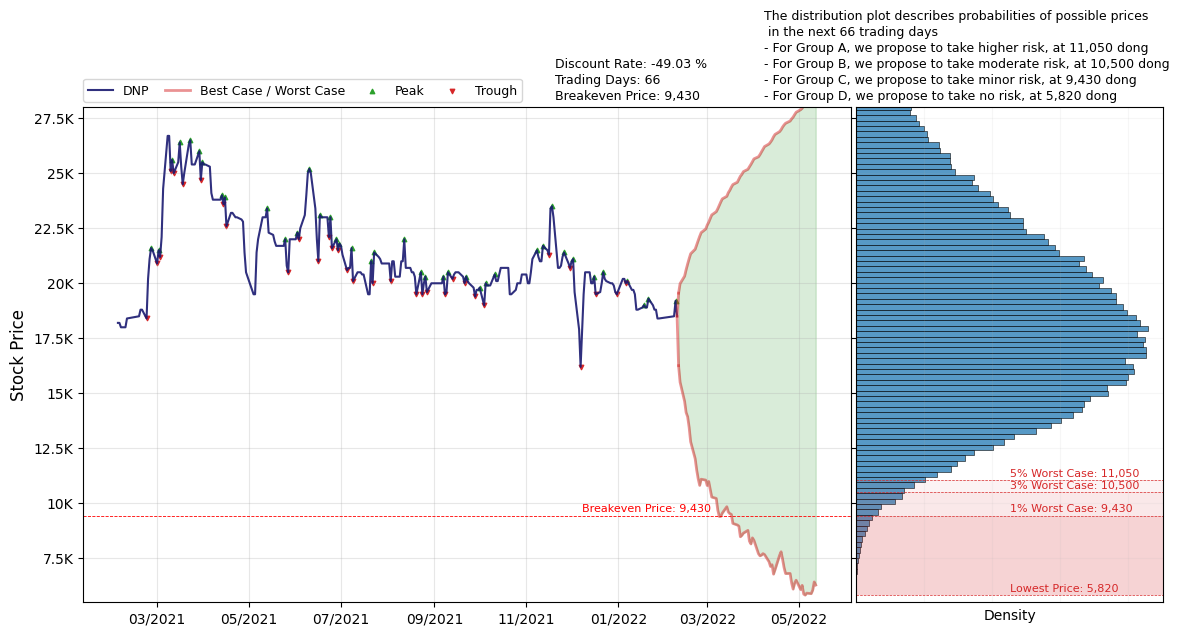 The distribution plot describes probabilities of possible prices
in the next 66 trading days
- For Group A, we propose to take higher risk, at 11,050 dong
- For Group B, we propose to take moderate risk, at 10,500 dong
- For Group C, we propose to take minor risk, at 9,430 dong
- For Group D, we propose to take no risk, at 5,820 dong
Discount Rate: -49.03 %
Trading Days: 66
Breakeven Price: 9,430
DNP Best Case / Worst Case Peak Trough
27.5K
25K
22.5K
20K
17.5K
15K
12.5K
10K
7.5K
Stock Price
Breakeven Price: 9,430
5% Worst Case: 11,050
3% Worst Case: 10,500
1% Worst Case: 9,430
Lowest Price: 5,820
03/2021 05/2021 07/2021 09/2021 11/2021 01/2022 03/2022 05/2022
Density